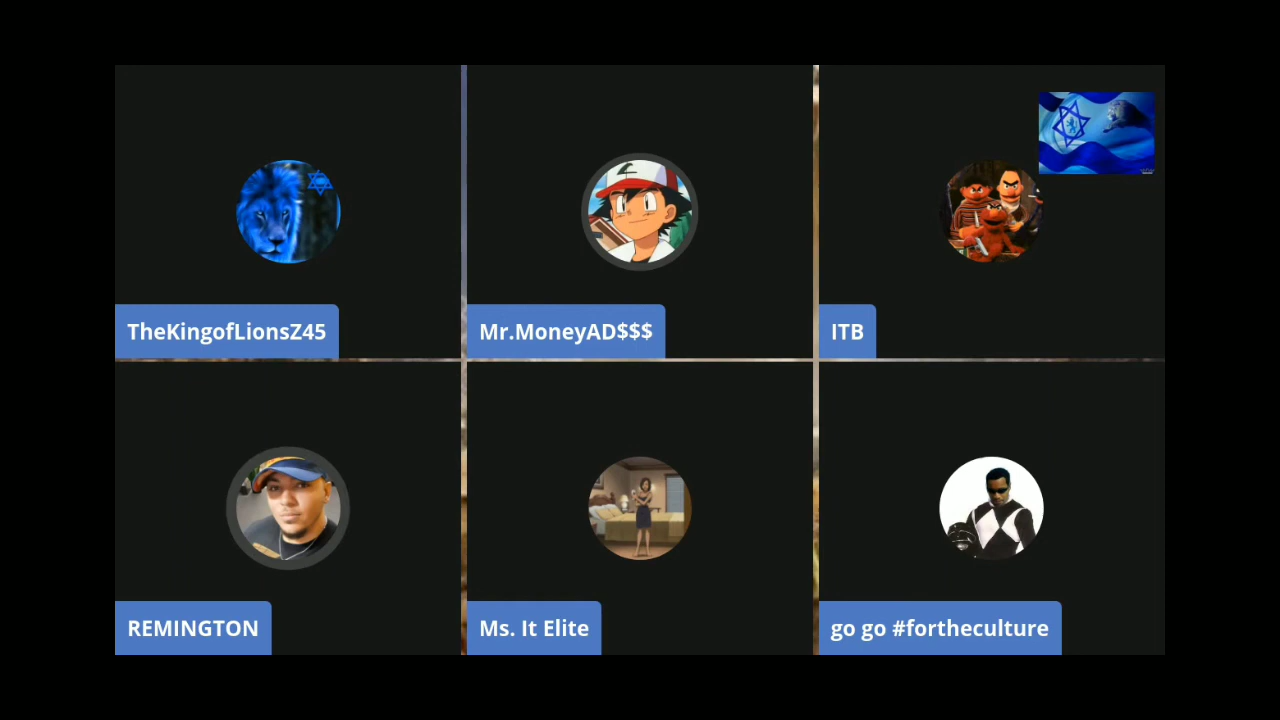 TheKingofLionsZ45
Mr.MoneyAD$$$
ITB
REMINGTON
Ms. It Elite
go go #fortheculture